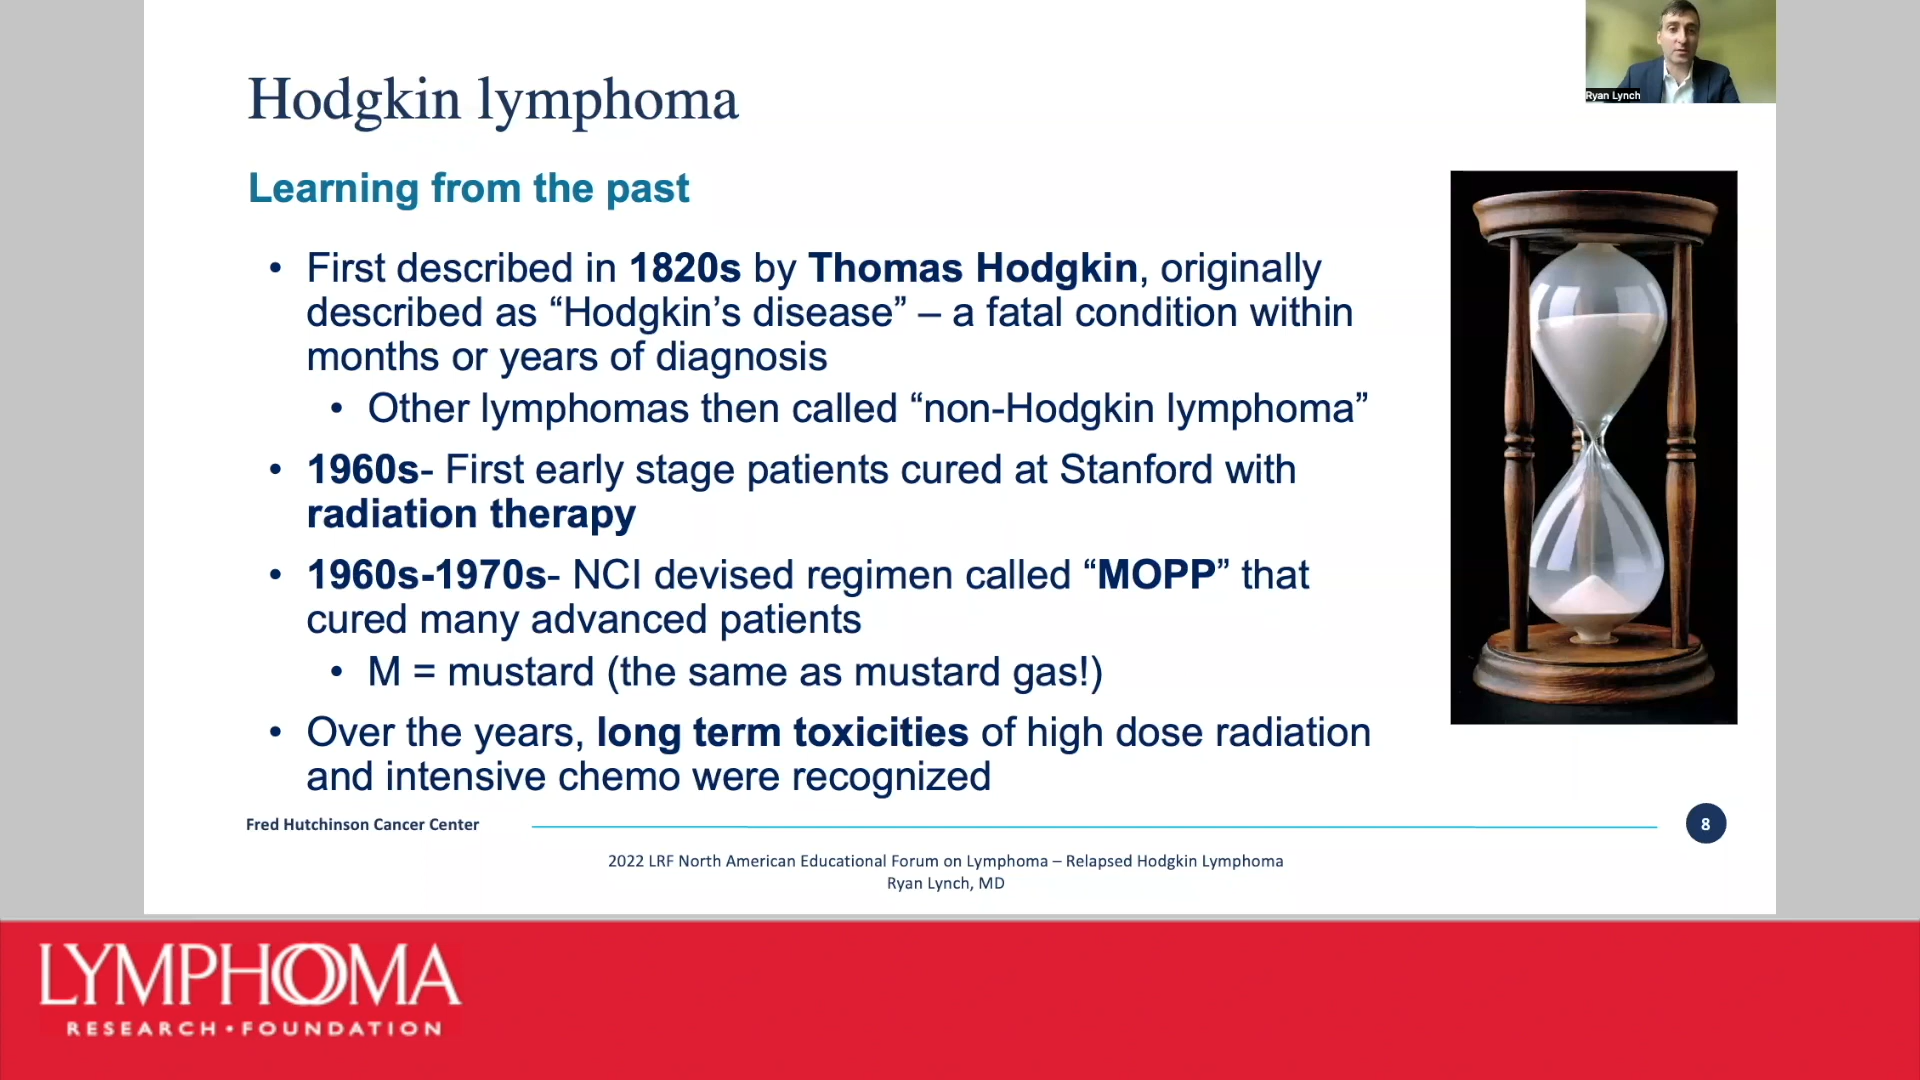 Ryan Lynch
Hodgkin lymphoma
Learning from the past
• First described in 1820s by Thomas Hodgkin, originally
described as “Hodgkin’s disease” – a fatal condition within
months or years of diagnosis
• Other lymphomas then called “non-Hodgkin lymphoma”
• 1960s- First early stage patients cured at Stanford with
radiation therapy
• 1960s-1970s- NCI devised regimen called “MOPP” that
cured many advanced patients
• M = mustard (the same as mustard gas!)
• Over the years, long term toxicities of high dose radiation
and intensive chemo were recognized
Fred Hutchinson Cancer Center
8
2022 LRF North American Educational Forum on Lymphoma – Relapsed Hodgkin Lymphoma
Ryan Lynch, MD
LYMPHOMA
RESEARCH • FOUNDATION